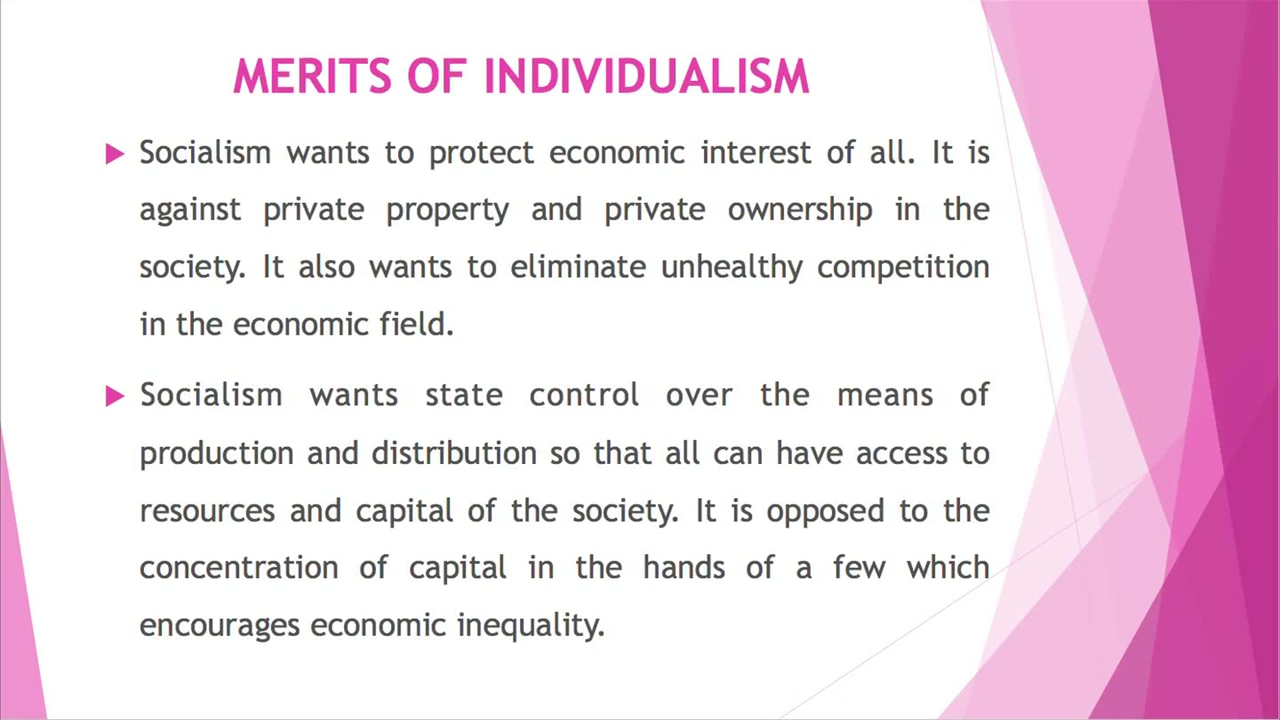 MERITS OF INDIVIDUALISM
Socialism wants to protect economic interest of all. It is
against private property and private ownership in the
society. It also wants to eliminate unhealthy competition
in the economic field.
Socialism wants state control over the means of
production and distribution so that all can have access to
resources and capital of the society. It is opposed to the
concentration of capital in the hands of a few which
encourages economic inequality.